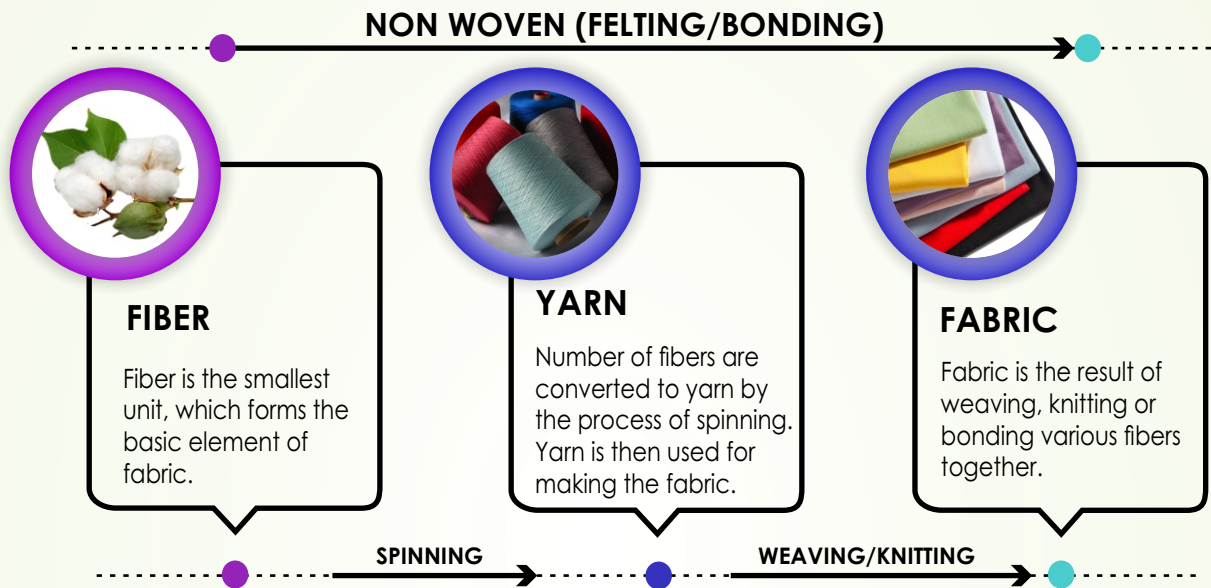 NON WOVEN (FELTING/BONDING)
FIBER
Fiber is the smallest
unit, which forms the
basic element of
fabric.
YARN
Number of fibers are
converted to yarn by
the process of spinning.
Yarn is then used for
making the fabric.
FABRIC
Fabric is the result of
weaving, knitting or
bonding various fibers
together.
SPINNING
WEAVING/KNITTING